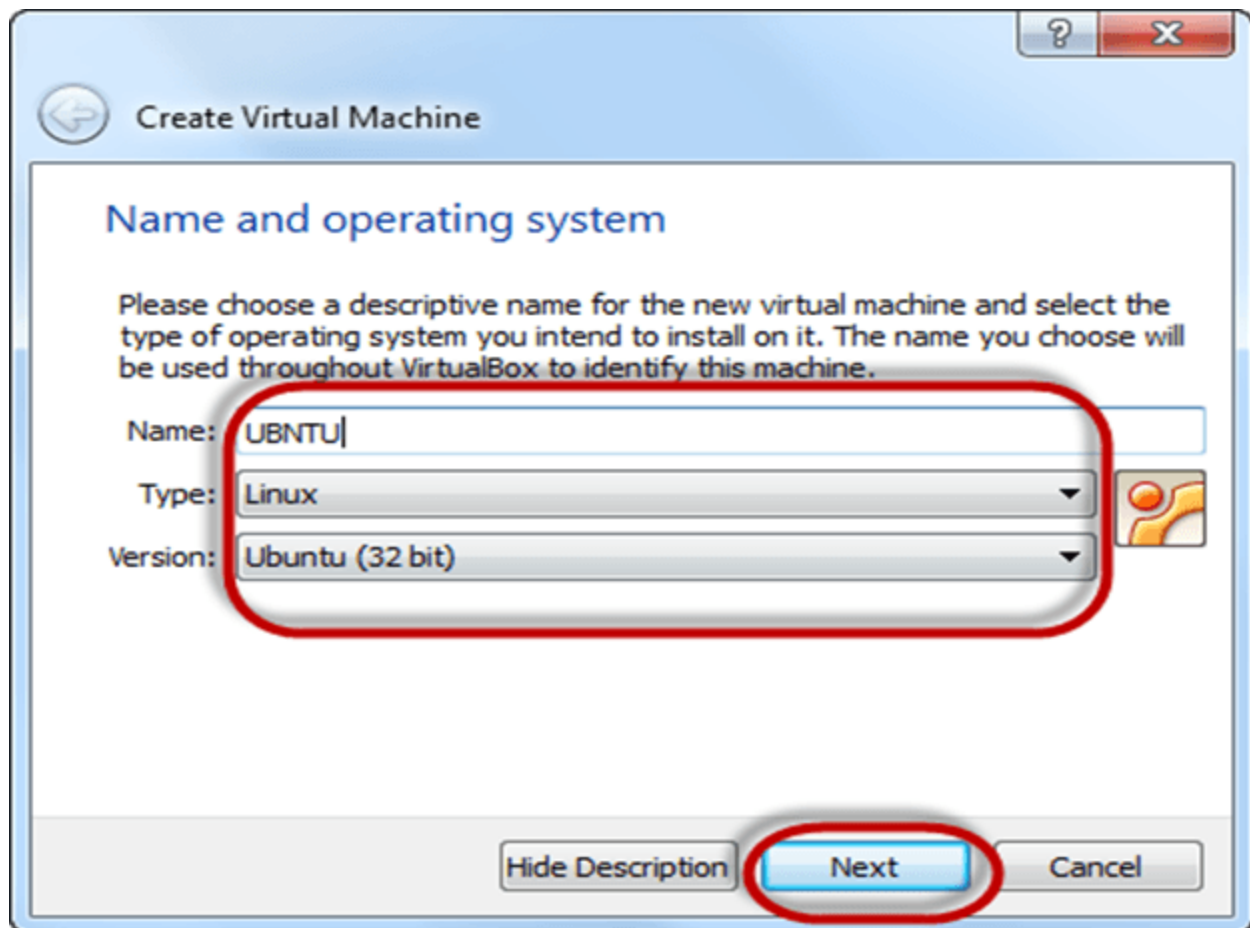 ?
Create Virtual Machine
Name and operating system
Please choose a descriptive name for the new virtual machine and select the
type of operating system you intend to install on it. The name you choose will
be used throughout VirtualBox to identify this machine.
Name: UBNTU
Type: Linux
Version: Ubuntu (32 bit)
Hide Description Next Cancel